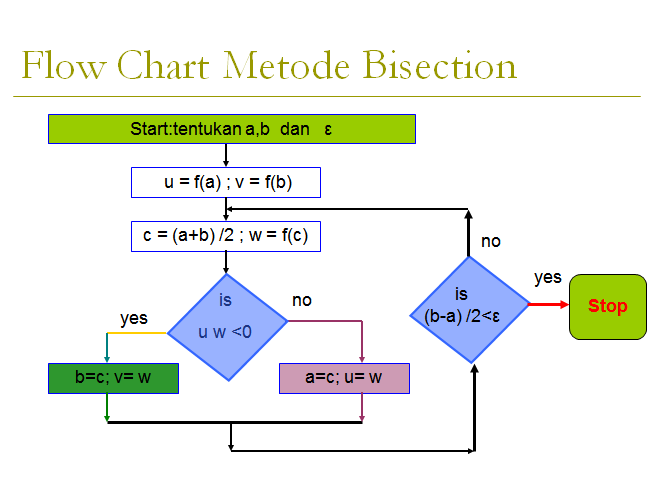 Flow Chart Metode Bisection
Start:tentukan a,b dan ε
u = f(a) ; v = f(b)
c = (a+b) /2 ; w = f(c)
is
u w <0
yes
no
b=c; v= w
a=c; u= w
is
(b-a) /2<ε
no
yes
Stop